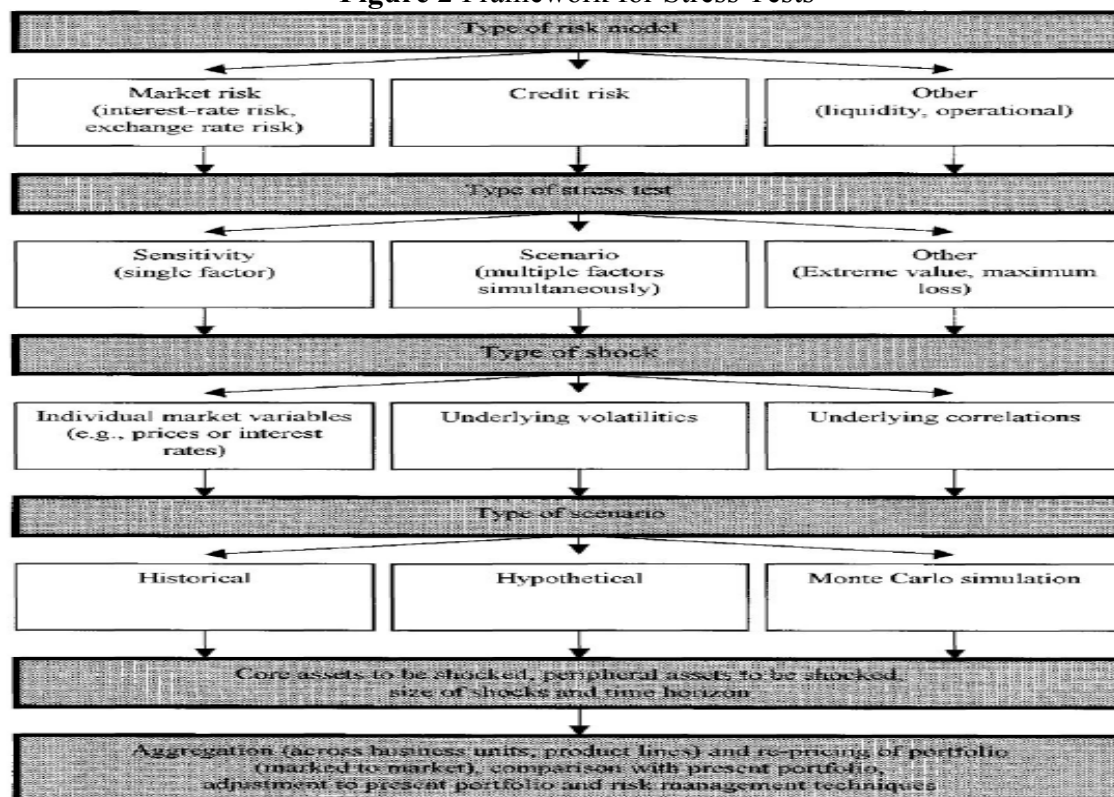 Figure 2 Framework for Stress Tests
Type of risk model
Market risk
(interest-rate risk,
exchange rate risk)
Credit risk
Other
(liquidity, operational)
Type of stress test
Sensitivity
(single factor)
Scenario
(multiple factors
simultaneously)
Other
(Extreme value, maximum
loss)
Type of shock
Individual market variables
(e.g., prices or interest
rates)
Underlying volatilities
Underlying correlations
Type of scenario
Historical
Hypothetical
Monte Carlo simulation
Core assets to be shocked, peripheral assets to be shocked,
size of shocks and time horizon
Aggregation (across business units, product lines) and re-pricing of portfolio
(marked to market), comparison with present portfolio,
adjustment to present portfolio and risk management techniques